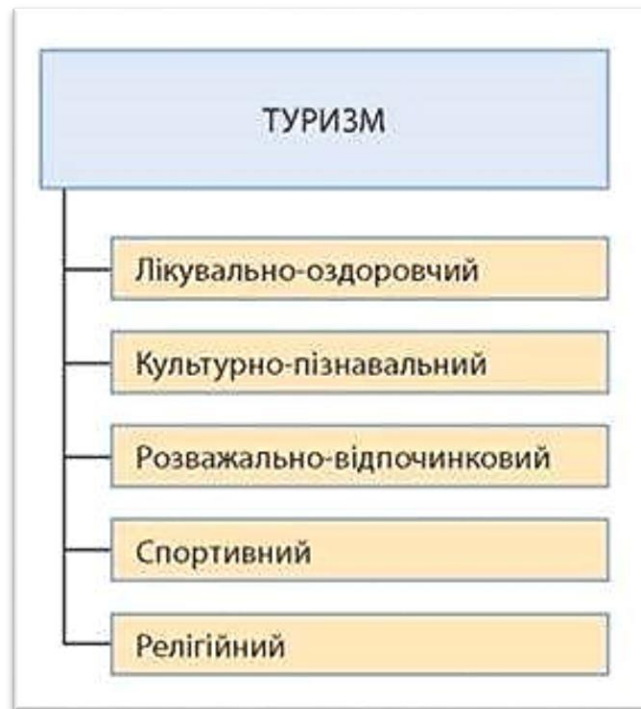 ТУРИЗМ
Лікувально-оздоровчий
Культурно-пізнавальний
Розважально-відпочинковий
Спортивний
Релігійний